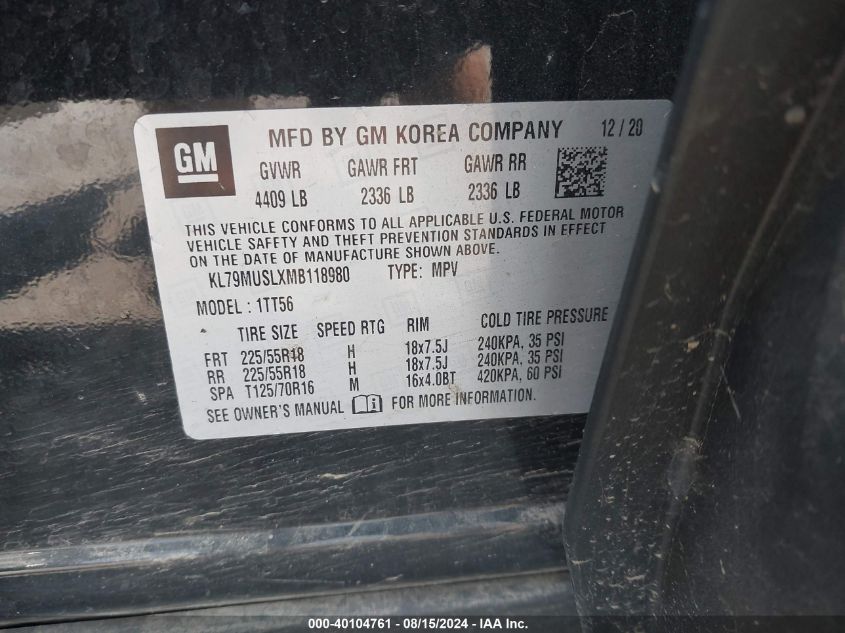 GM
MFD BY GM KOREA COMPANY 12/20
GVWR GAWR FRT GAWR RR
4409 LB 2336 LB 2336 LB
THIS VEHICLE CONFORMS TO ALL APPLICABLE U.S. FEDERAL MOTOR
VEHICLE SAFETY AND THEFT PREVENTION STANDARDS IN EFFECT
ON THE DATE OF MANUFACTURE SHOWN ABOVE.
KL79MUSLXMB118980 TYPE: MPV
MODEL : 1TT56
TIRE SIZE SPEED RTG RIM COLD TIRE PRESSURE
FRT 225/55R18 H 18x7.5J 240KPA, 35 PSI
RR 225/55R18 H 18x7.5J 240KPA, 35 PSI
SPA T125/70R16 M 16x4.0BT 420KPA, 60 PSI
SEE OWNER'S MANUAL i FOR MORE INFORMATION.
000-40104761 - 08/15/2024 - IAA Inc.